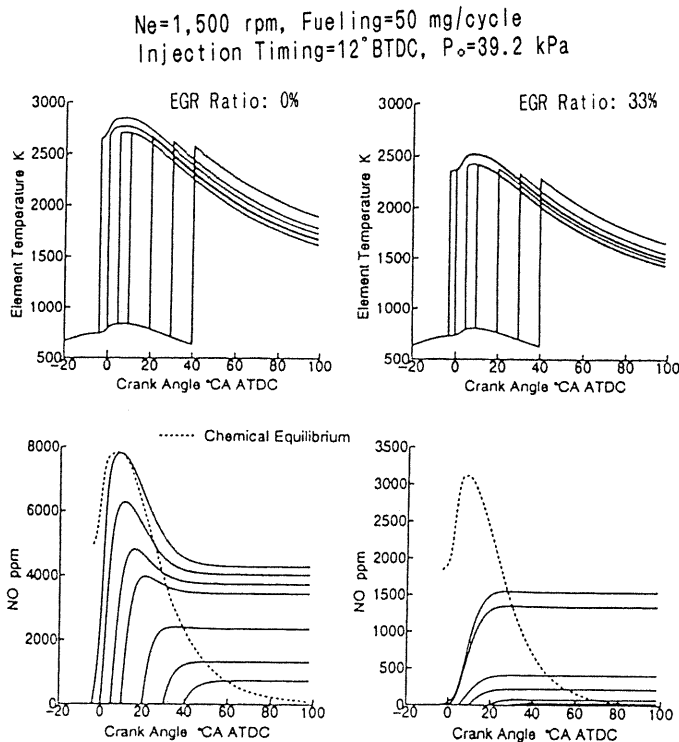 Ne=1,500 rpm, Fueling=50 mg/cycle
Injection Timing=12°BTDC, Po=39.2 kPa
EGR Ratio: 0%
Element Temperature K
3000
2500
2000
1500
1000
500
-20 0 20 40 60 80 100
Crank Angle °CA ATDC
EGR Ratio: 33%
Element Temperature K
3000
2500
2000
1500
1000
500
-20 0 20 40 60 80 100
Crank Angle °CA ATDC
Chemical Equilibrium
NO ppm
8000
6000
4000
2000
0
-20 0 20 40 60 80 100
Crank Angle °CA ATDC
NO ppm
3500
3000
2500
2000
1500
1000
500
0
-20 0 20 40 60 80 100
Crank Angle °CA ATDC